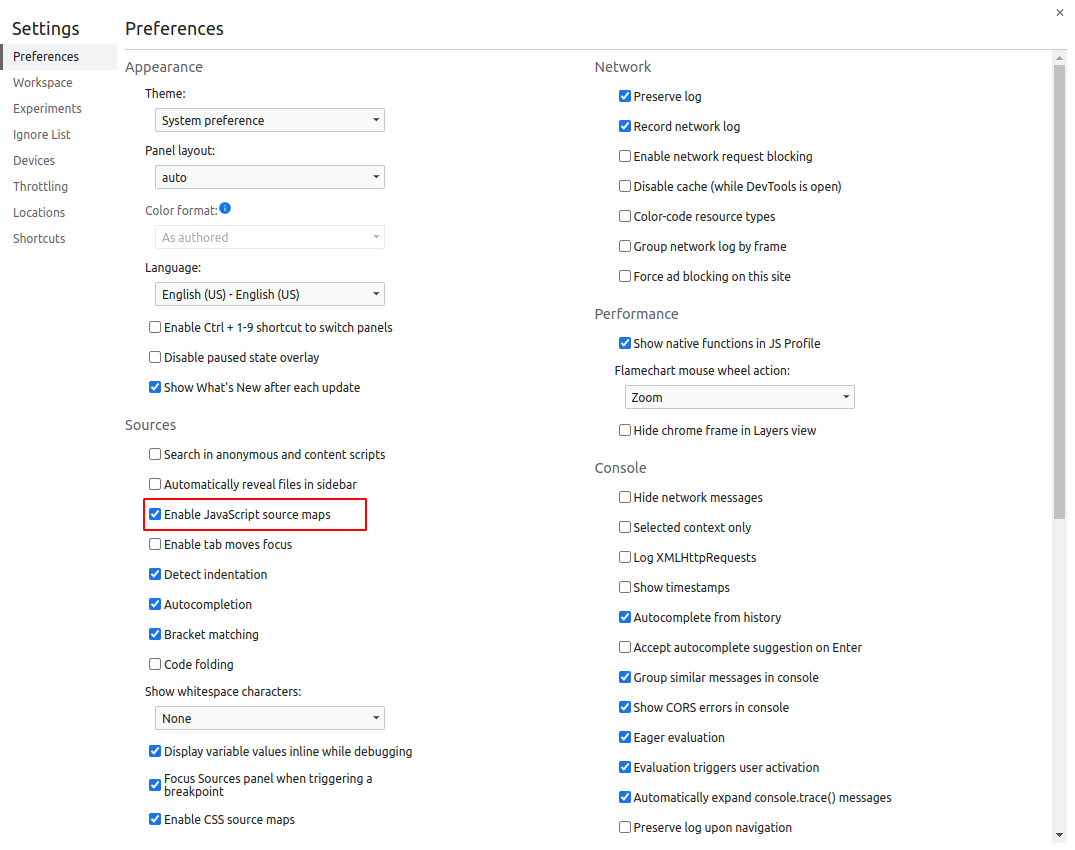 Settings
Preferences
Workspace
Experiments
Ignore List
Devices
Throttling
Locations
Shortcuts
Preferences
Appearance
Theme:
System preference
Panel layout:
auto
Color format:
As authored
Language:
English (US) - English (US)
Enable Ctrl + 1-9 shortcut to switch panels
Disable paused state overlay
Show What's New after each update
Sources
Search in anonymous and content scripts
Automatically reveal files in sidebar
Enable JavaScript source maps
Enable tab moves focus
Detect indentation
Autocompletion
Bracket matching
Code folding
Show whitespace characters:
None
Display variable values inline while debugging
Focus Sources panel when triggering a
breakpoint
Enable CSS source maps
Network
Preserve log
Record network log
Enable network request blocking
Disable cache (while DevTools is open)
Color-code resource types
Group network log by frame
Force ad blocking on this site
Performance
Show native functions in JS Profile
Flamechart mouse wheel action:
Zoom
Hide chrome frame in Layers view
Console
Hide network messages
Selected context only
Log XMLHttpRequests
Show timestamps
Autocomplete from history
Accept autocomplete suggestion on Enter
Group similar messages in console
Show CORS errors in console
Eager evaluation
Evaluation triggers user activation
Automatically expand console.trace() messages
Preserve log upon navigation